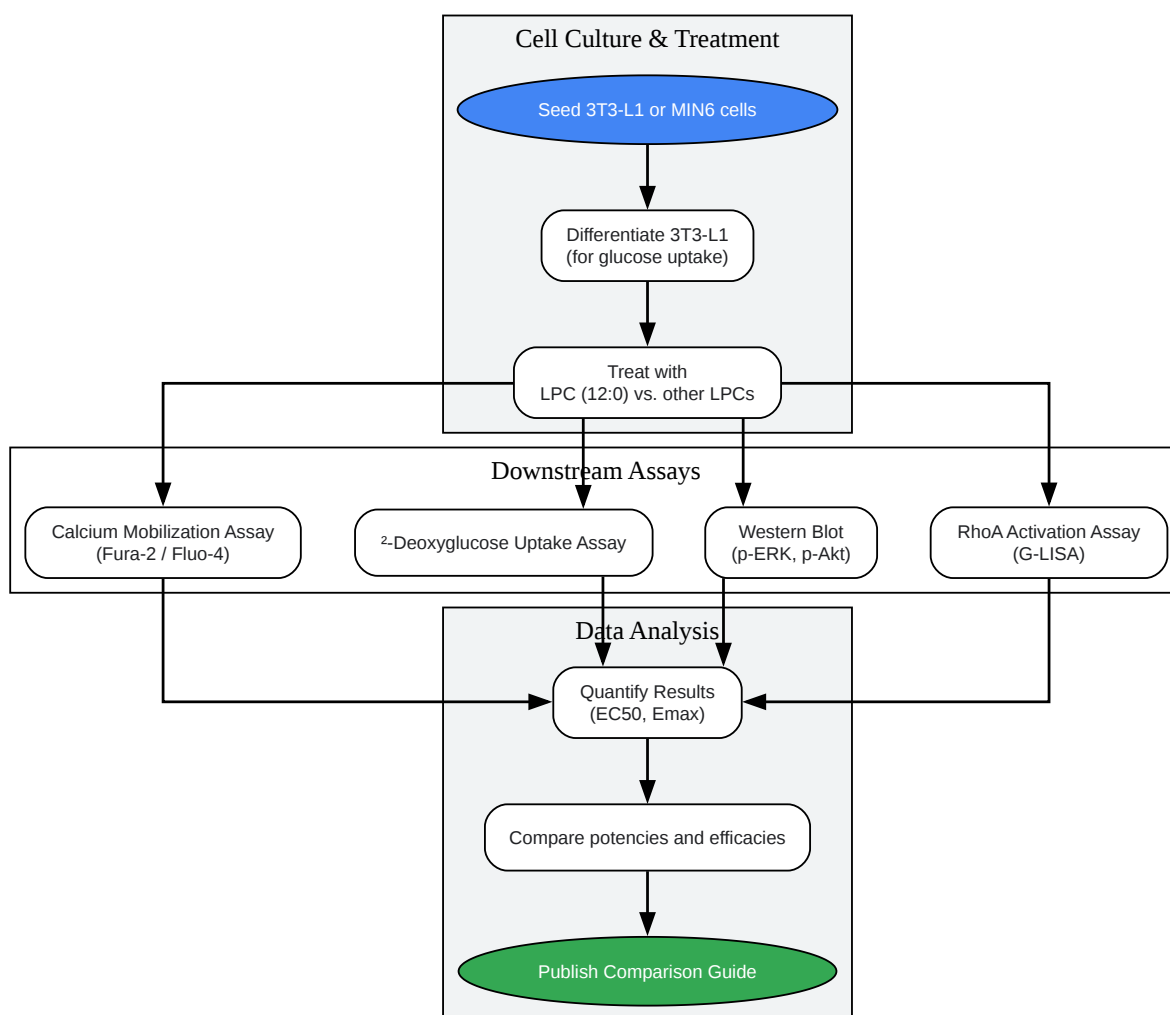 Cell Culture & Treatment
Seed 3T3-L1 or MIN6 cells
Differentiate 3T3-L1
(for glucose uptake)
Treat with
LPC (12:0) vs. other LPCs
Downstream Assays
Calcium Mobilization Assay
(Fura-2 / Fluo-4)
²-Deoxyglucose Uptake Assay
Western Blot
(p-ERK, p-Akt)
RhoA Activation Assay
(G-LISA)
Data Analysis
Quantify Results
(EC50, Emax)
Compare potencies and efficacies
Publish Comparison Guide